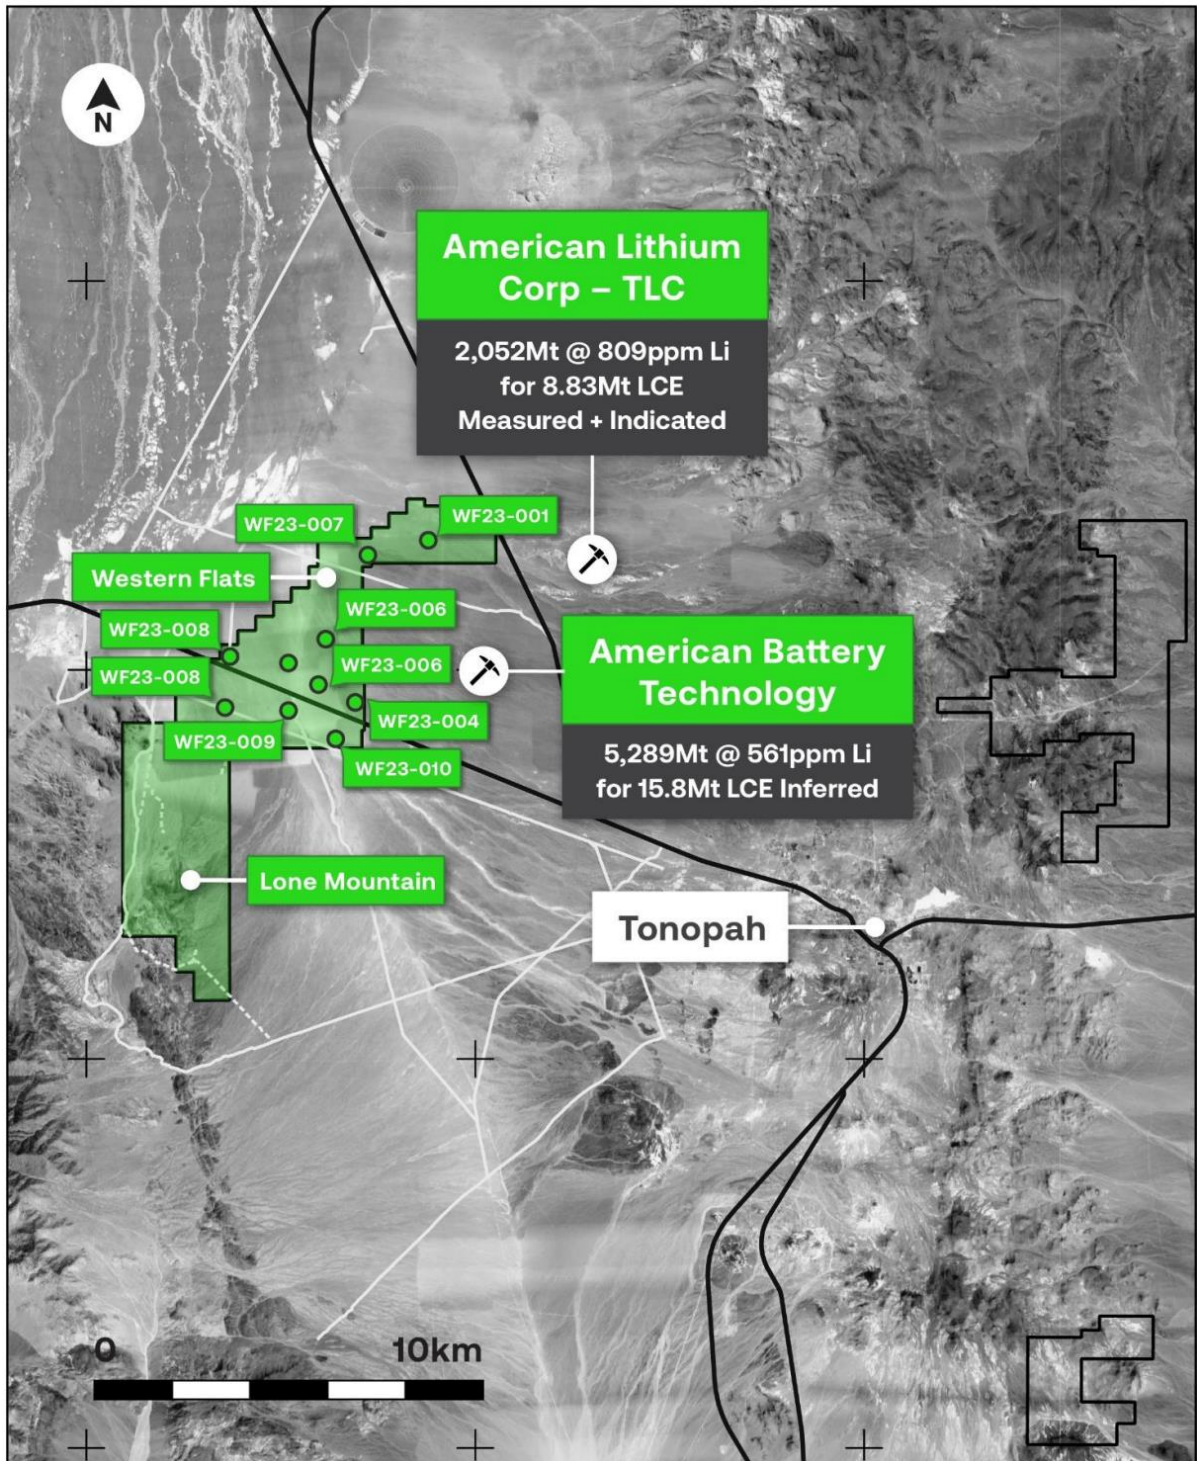 N
American Lithium
Corp – TLC
2,052Mt @ 809ppm Li
for 8.83Mt LCE
Measured + Indicated
WF23-007
WF23-001
Western Flats
WF23-006
WF23-008
WF23-006
WF23-008
WF23-004
WF23-009
WF23-010
American Battery
Technology
5,289Mt @ 561ppm Li
for 15.8Mt LCE Inferred
Lone Mountain
Tonopah
0 10km